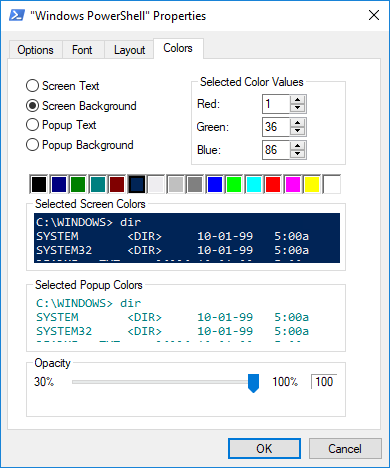 "Windows PowerShell" Properties
Options Font Layout Colors
Screen Text
Screen Background
Popup Text
Popup Background
Selected Color Values
Red: 1
Green: 36
Blue: 86
Selected Screen Colors
C:\WINDOWS> dir
SYSTEM <DIR> 10-01-99 5:00a
SYSTEM32 <DIR> 10-01-99 5:00a
Selected Popup Colors
C:\WINDOWS> dir
SYSTEM <DIR> 10-01-99 5:00a
SYSTEM32 <DIR> 10-01-99 5:00a
Opacity
30% 100% 100
OK Cancel